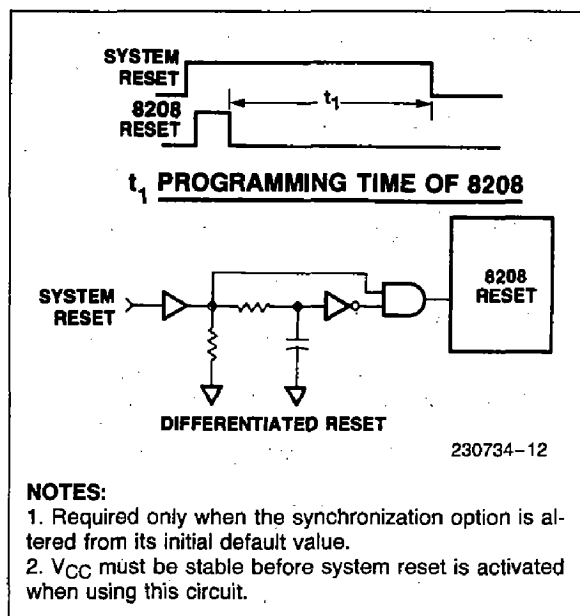 SYSTEM
RESET
t1
8208
RESET
t1 PROGRAMMING TIME OF 8208
SYSTEM
RESET
8208
RESET
DIFFERENTIATED RESET
230734-12
NOTES:
1. Required only when the synchronization option is al-
tered from its initial default value.
2. VCC must be stable before system reset is activated
when using this circuit.